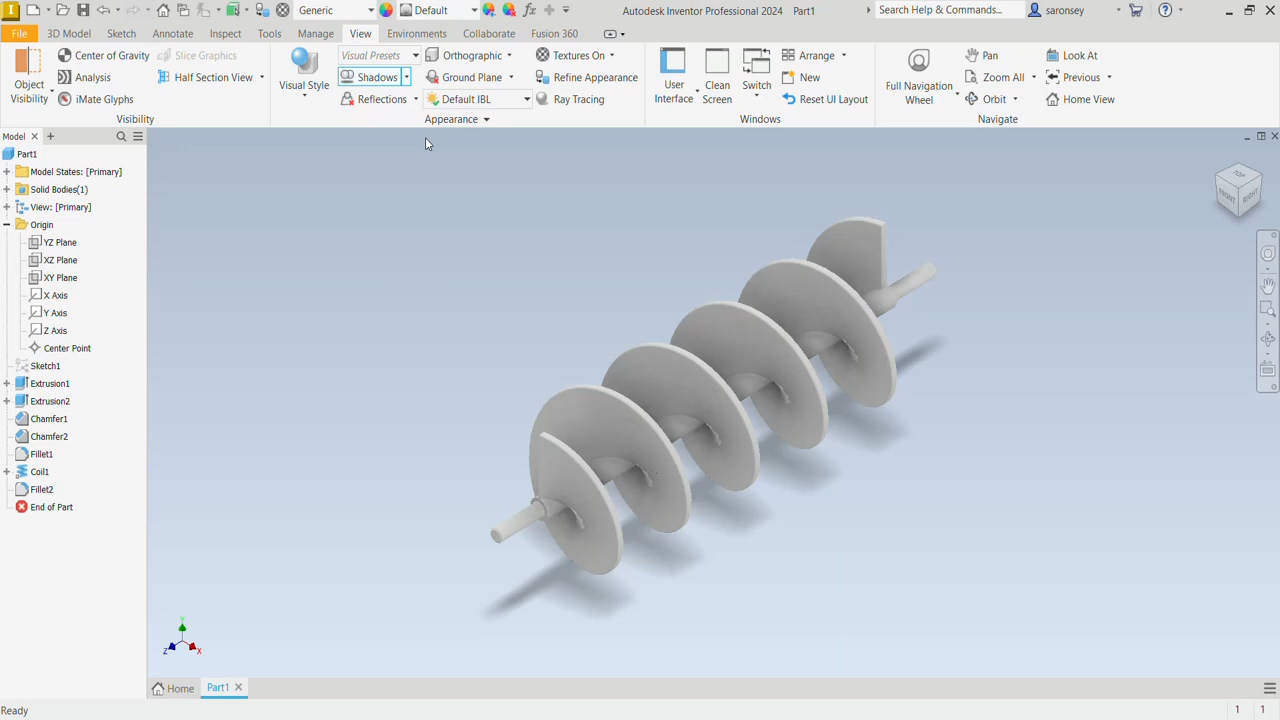 Generic
Default
fx
Autodesk Inventor Professional 2024 Part1
Search Help & Commands...
saronsey
File
3D Model
Sketch
Annotate
Inspect
Tools
Manage
View
Environments
Collaborate
Fusion 360
Object
Visibility
Center of Gravity
Analysis
iMate Glyphs
Slice Graphics
Half Section View
Visibility
Visual Style
Visual Presets
Shadows
Reflections
Orthographic
Ground Plane
Default IBL
Textures On
Refine Appearance
Ray Tracing
Appearance
User
Interface
Clean
Screen
Switch
Arrange
New
Reset UI Layout
Windows
Full Navigation
Wheel
Pan
Zoom All
Orbit
Look At
Previous
Home View
Navigate
Model
Part1
Model States: [Primary]
Solid Bodies(1)
View: [Primary]
Origin
YZ Plane
XZ Plane
XY Plane
X Axis
Y Axis
Z Axis
Center Point
Sketch1
Extrusion1
Extrusion2
Chamfer1
Chamfer2
Fillet1
Coil1
Fillet2
End of Part
TOP
FRONT
RIGHT
Y
Z
X
Home
Part1
Ready
1
1